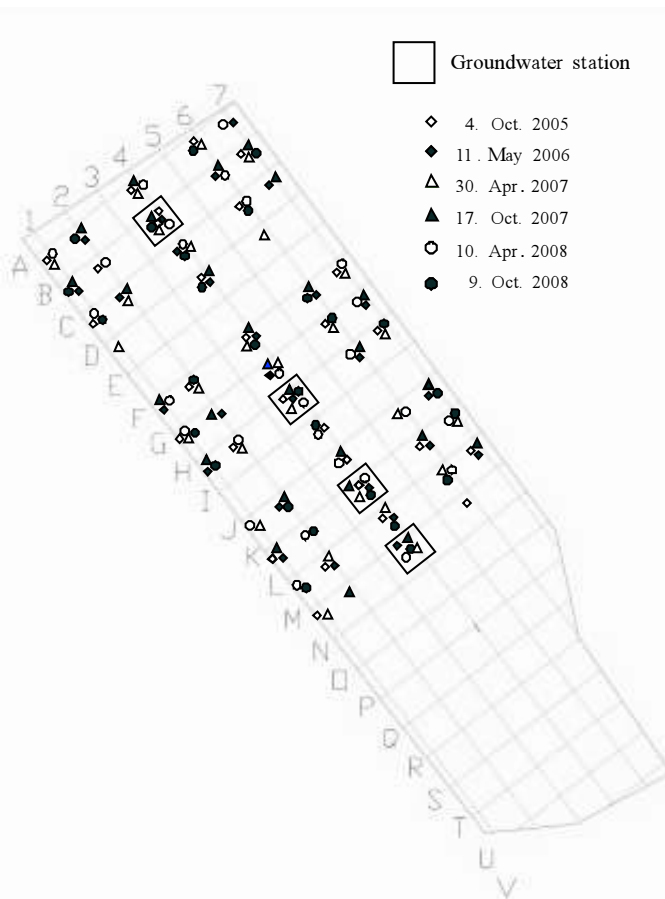 Groundwater station
4. Oct. 2005
11. May 2006
30. Apr. 2007
17. Oct. 2007
10. Apr. 2008
9. Oct. 2008
1 2 3 4 5 6 7
A
B
C
D
E
F
G
H
I
J
K
L
M
N
O
P
Q
R
S
T
U
V